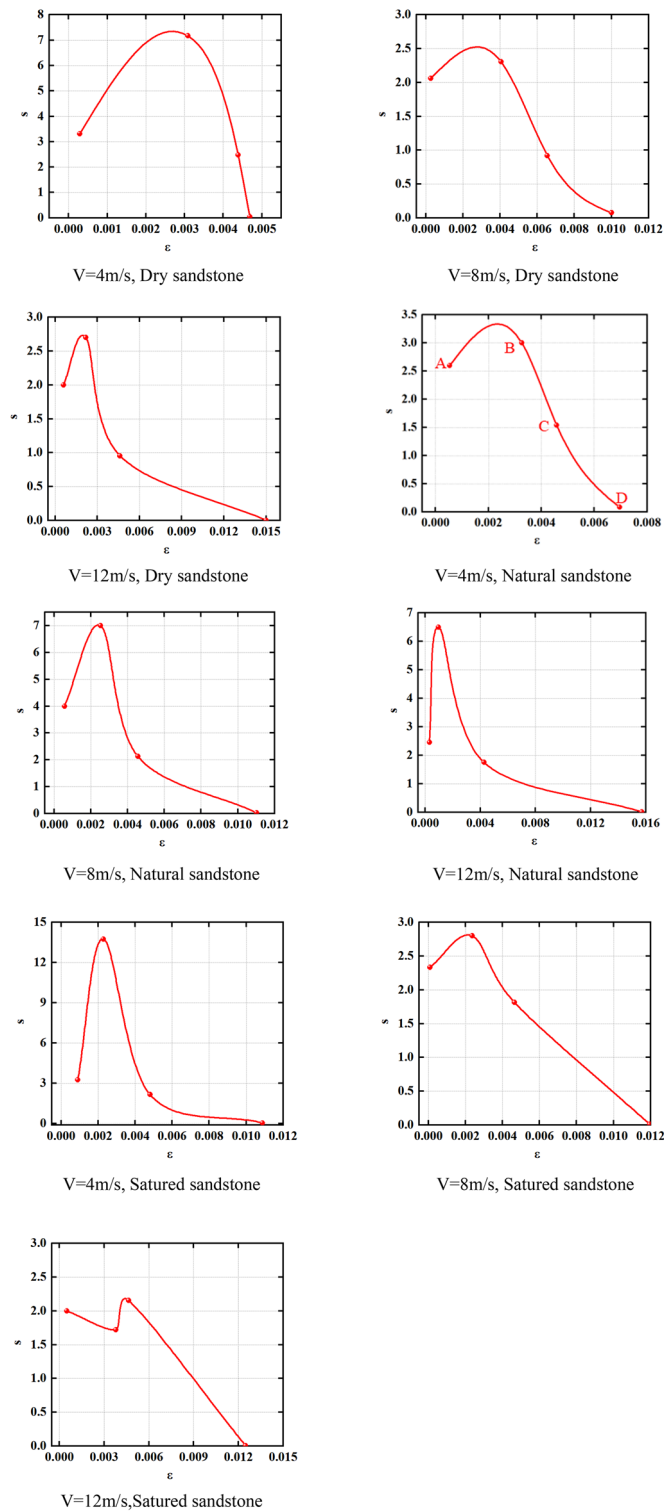 8
7
6
5
4
3
2
1
0
s
0.000 0.001 0.002 0.003 0.004 0.005
ε
V=4m/s, Dry sandstone
3.0
2.5
2.0
1.5
1.0
0.5
0.0
s
0.000 0.002 0.004 0.006 0.008 0.010 0.012
ε
V=8m/s, Dry sandstone
3.0
2.5
2.0
1.5
1.0
0.5
0.0
s
0.000 0.003 0.006 0.009 0.012 0.015
ε
V=12m/s, Dry sandstone
3.5
3.0
2.5
2.0
1.5
1.0
0.5
0.0
s
A
B
C
D
0.000 0.002 0.004 0.006 0.008
ε
V=4m/s, Natural sandstone
7
6
5
4
3
2
1
0
s
0.000 0.002 0.004 0.006 0.008 0.010 0.012
ε
V=8m/s, Natural sandstone
7
6
5
4
3
2
1
0
s
0.000 0.004 0.008 0.012 0.016
ε
V=12m/s, Natural sandstone
15
12
9
6
3
0
s
0.000 0.002 0.004 0.006 0.008 0.010 0.012
ε
V=4m/s, Satured sandstone
3.0
2.5
2.0
1.5
1.0
0.5
0.0
s
0.000 0.002 0.004 0.006 0.008 0.010 0.012
ε
V=8m/s, Satured sandstone
3.0
2.5
2.0
1.5
1.0
0.5
0.0
s
0.000 0.003 0.006 0.009 0.012 0.015
ε
V=12m/s,Satured sandstone